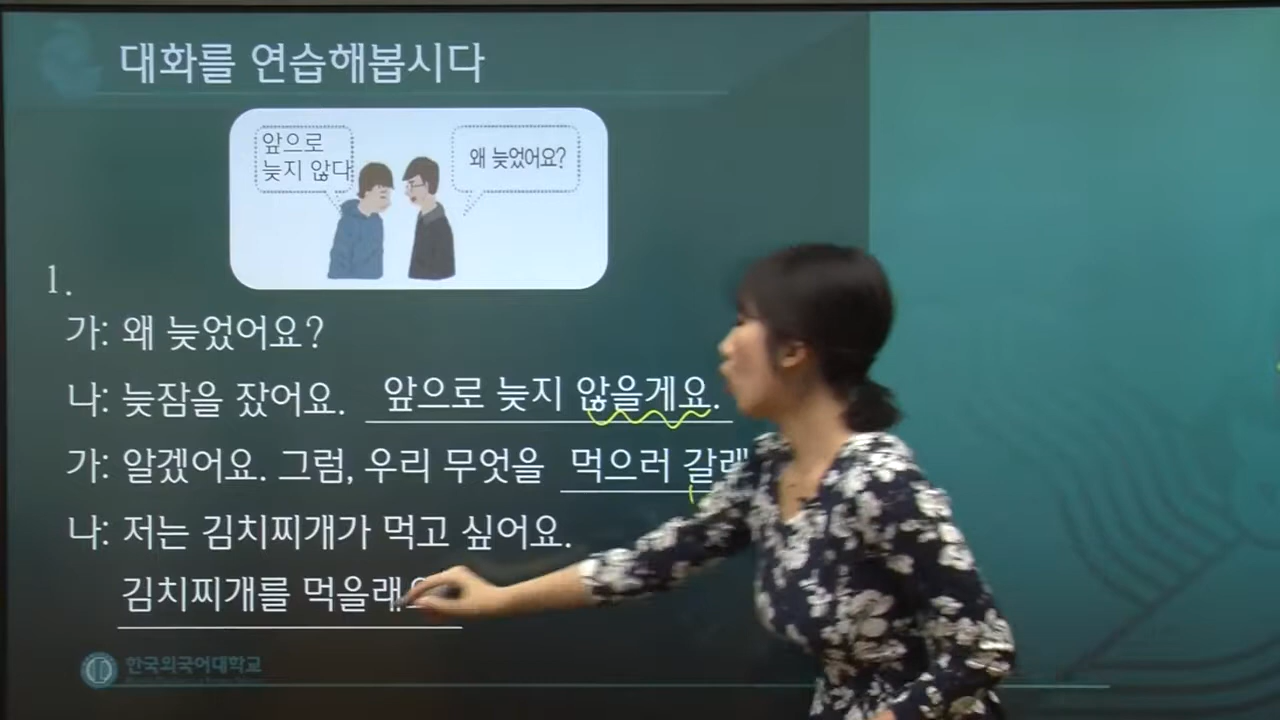 대화를 연습해봅시다
앞으로
늦지 않다
왜 늦었어요?
1.
가: 왜 늦었어요?
나: 늦잠을 잤어요. 앞으로 늦지 않을게요.
가: 알겠어요. 그럼, 우리 무엇을 먹으러 갈래
나: 저는 김치찌개가 먹고 싶어요.
김치찌개를 먹을래요
한국외국어대학교